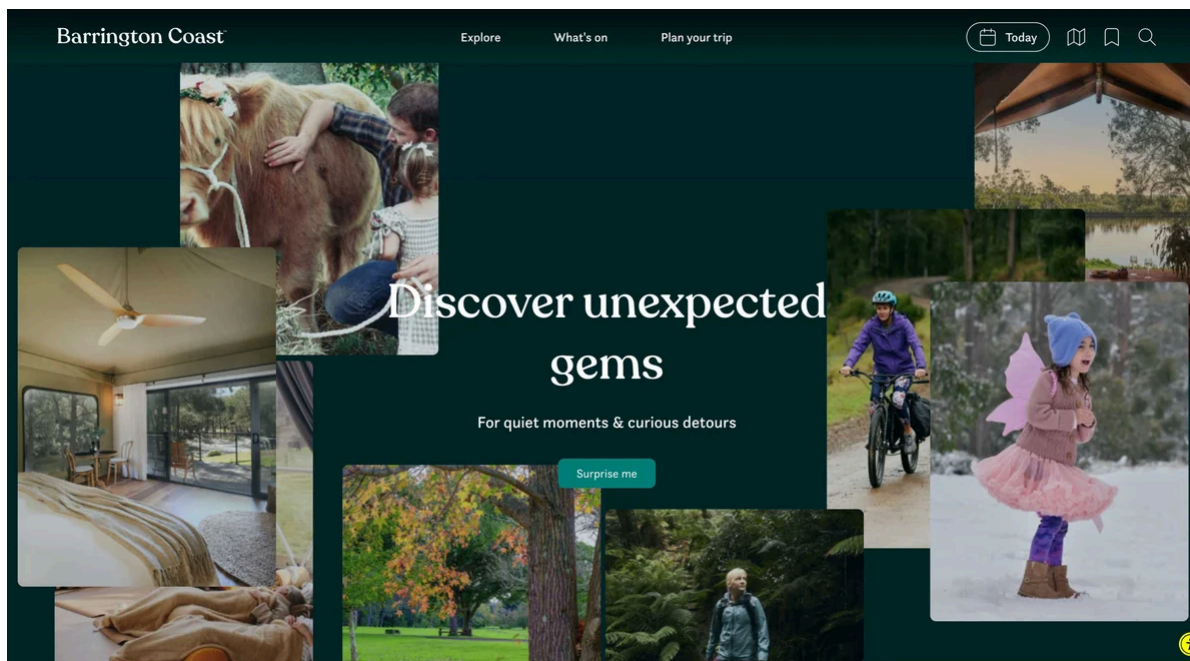 Barrington Coast
Explore
What's on
Plan your trip
Today
Discover unexpected
gems
For quiet moments & curious detours
Surprise me